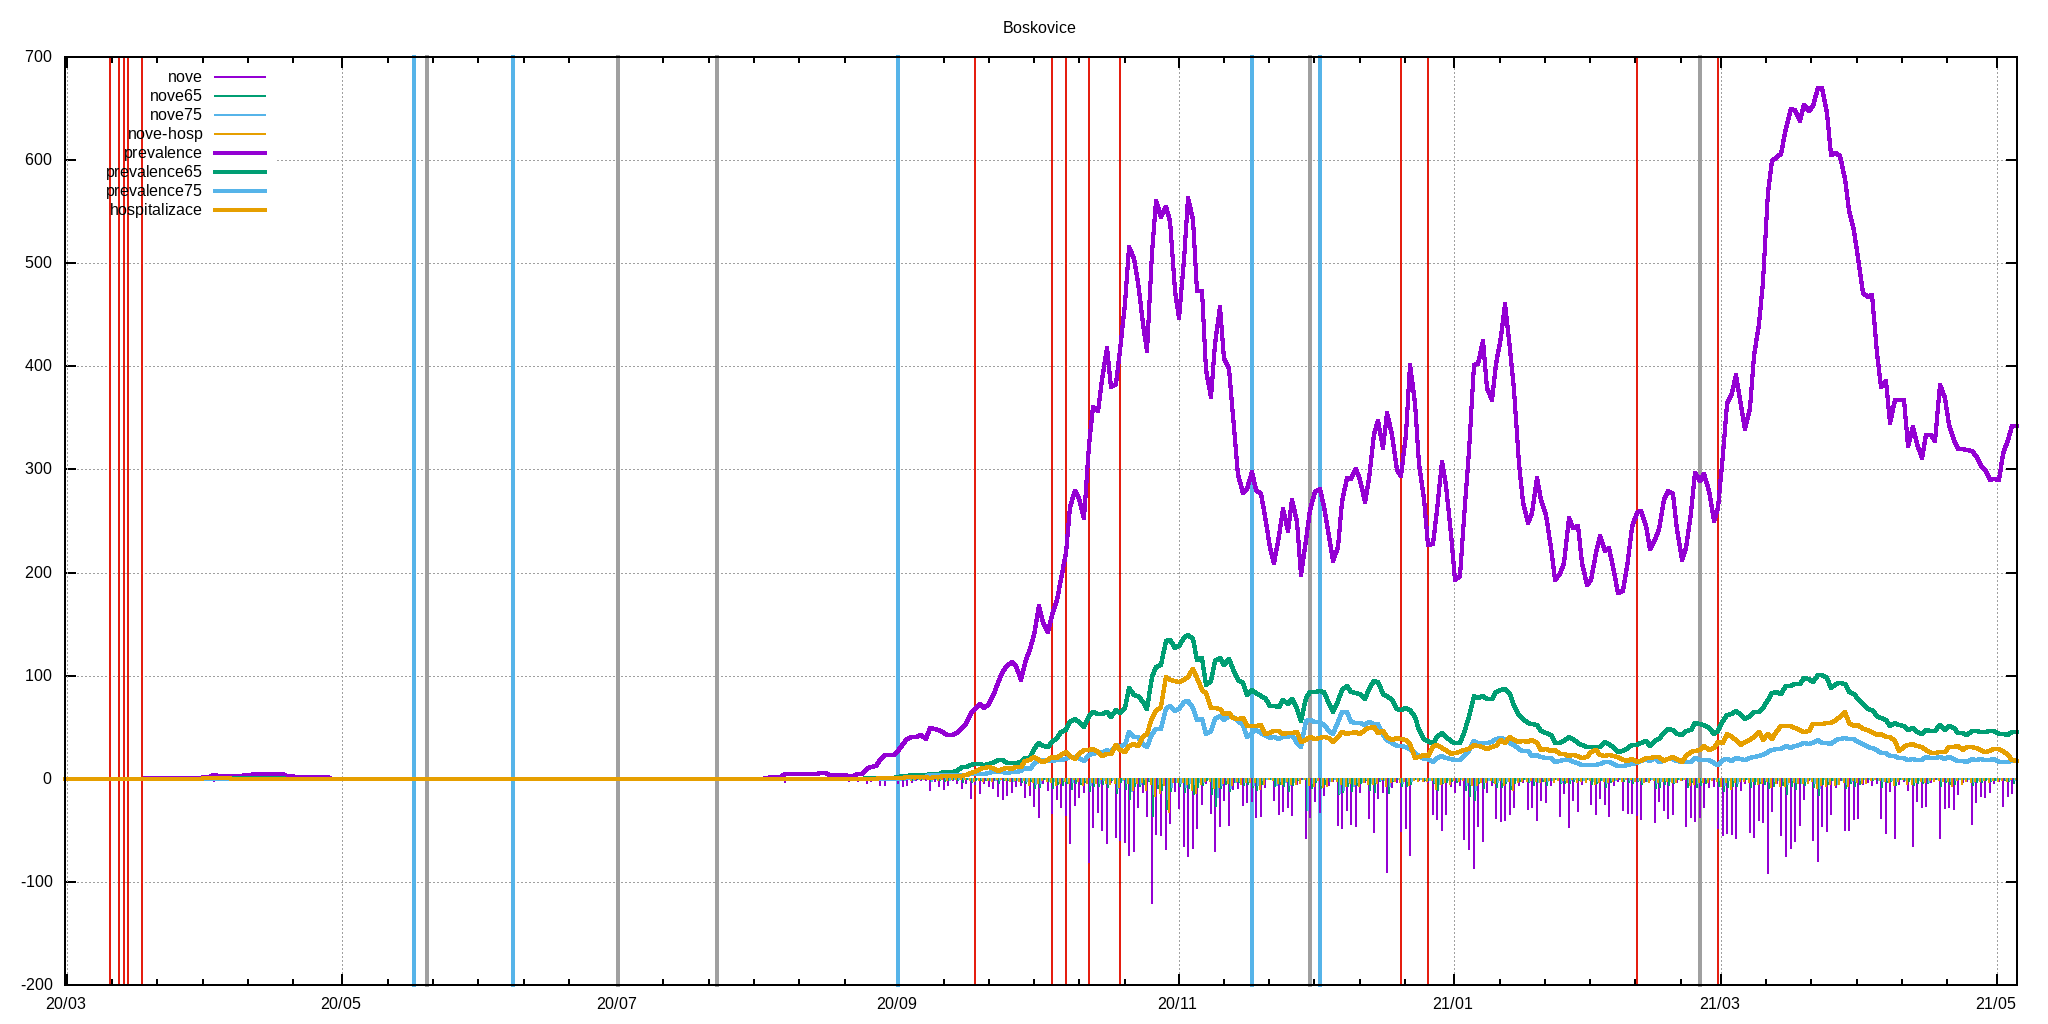 Boskovice
700
600
500
400
300
200
100
0
-100
-200
nove
nove65
nove75
nove-hosp
prevalence
prevalence65
prevalence75
hospitalizace
20/03 20/05 20/07 20/09 20/11 21/01 21/03 21/05